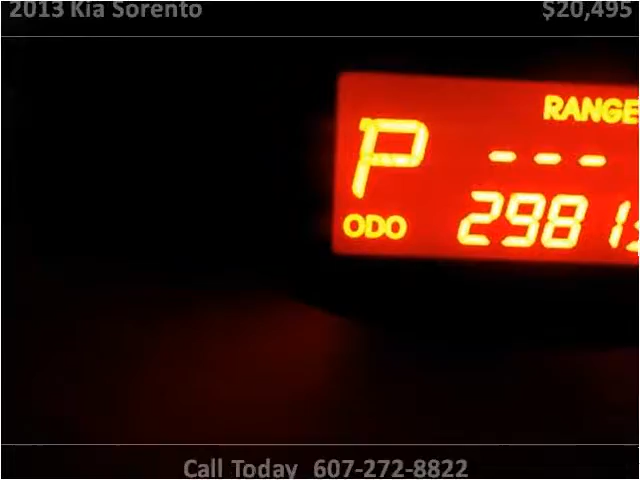 2013 Kia Sorento $20,495
RANGE
P ---
ODO 2981
Call Today 607-272-8822